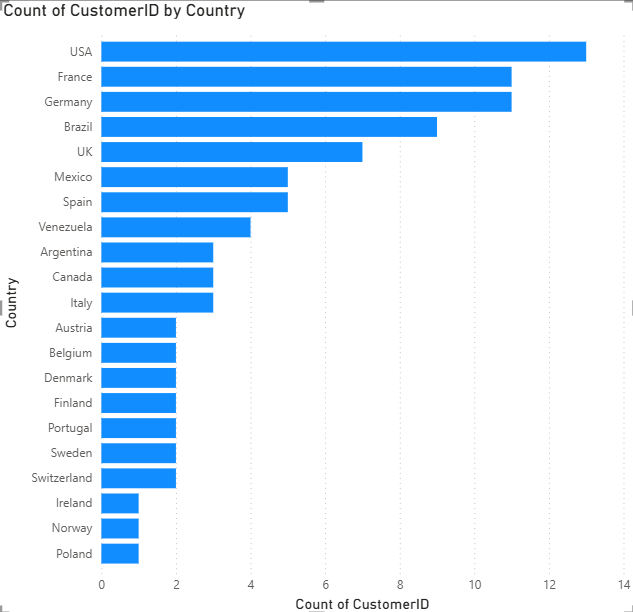 Count of CustomerID by Country
USA
France
Germany
Brazil
UK
Mexico
Spain
Venezuela
Argentina
Canada
Italy
Austria
Belgium
Denmark
Finland
Portugal
Sweden
Switzerland
Ireland
Norway
Poland
Country
0 2 4 6 8 10 12 14
Count of CustomerID